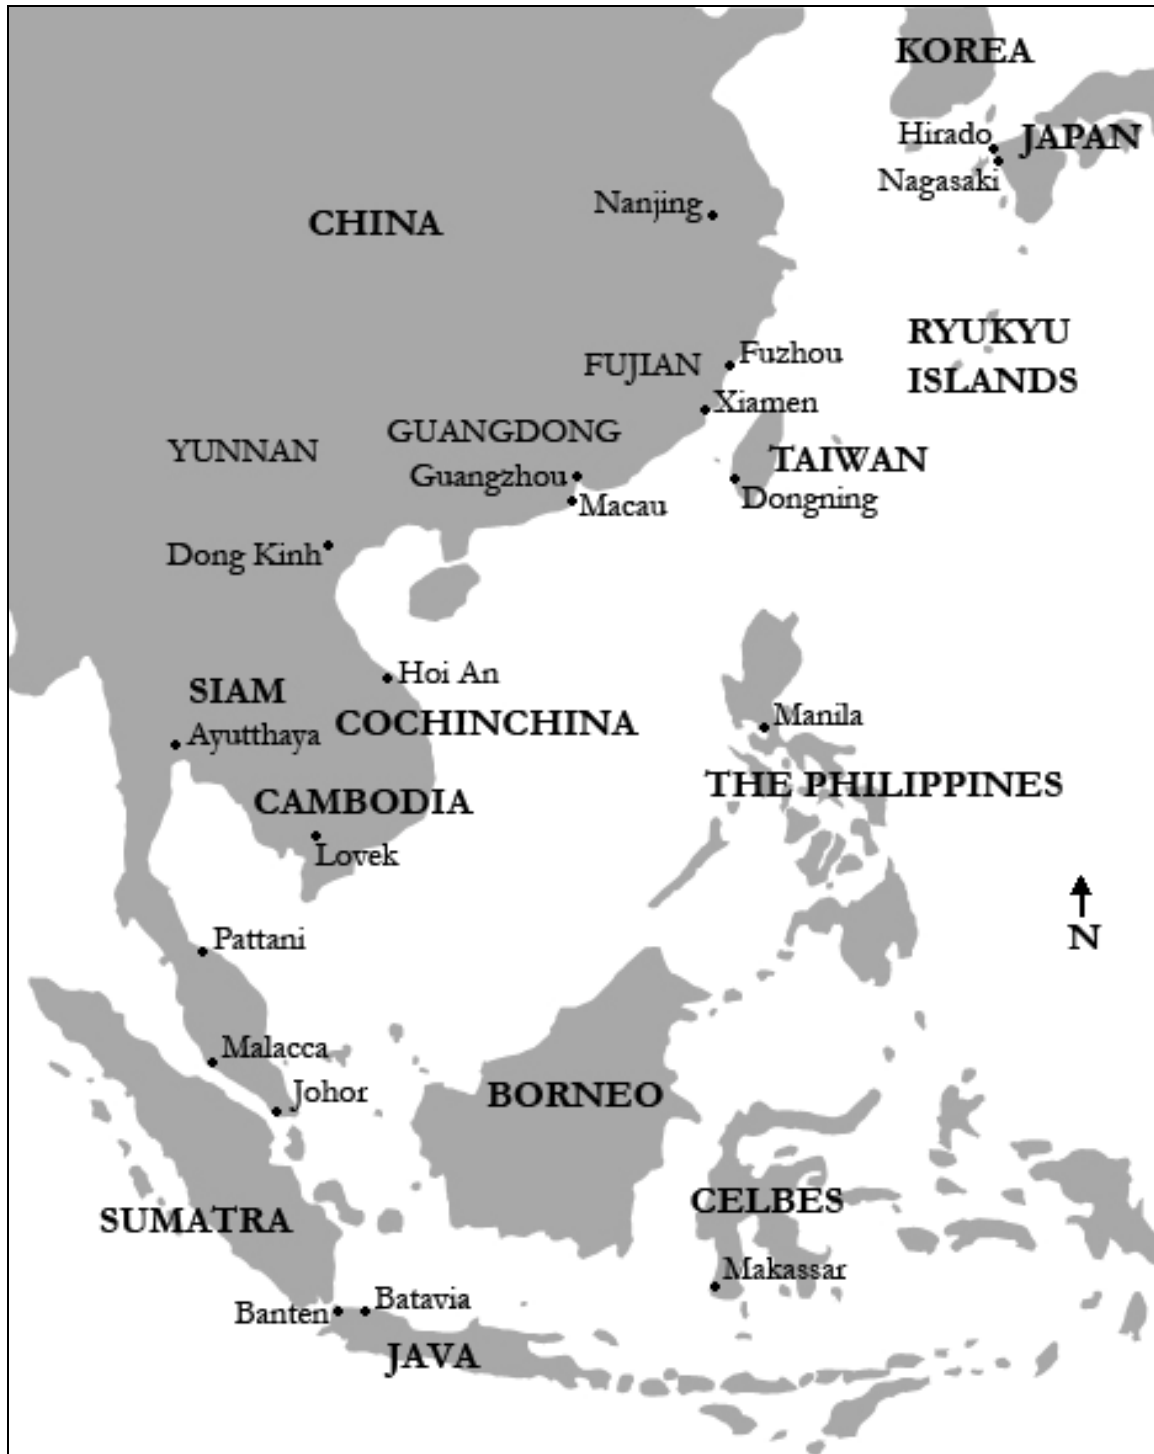 KOREA
Hirado
JAPAN
Nagasaki
Nanjing
CHINA
RYUKYU
ISLANDS
Fuzhou
FUJIAN
Xiamen
GUANGDONG
YUNNAN
TAIWAN
Guangzhou
Dongning
Macau
Dong Kinh
Hoi An
SIAM
COCHINCHINA
Ayutthaya
Manila
THE PHILIPPINES
CAMBODIA
Lovek
N
Pattani
Malacca
Johor
BORNEO
CELBES
SUMATRA
Makassar
Batavia
Banten
JAVA